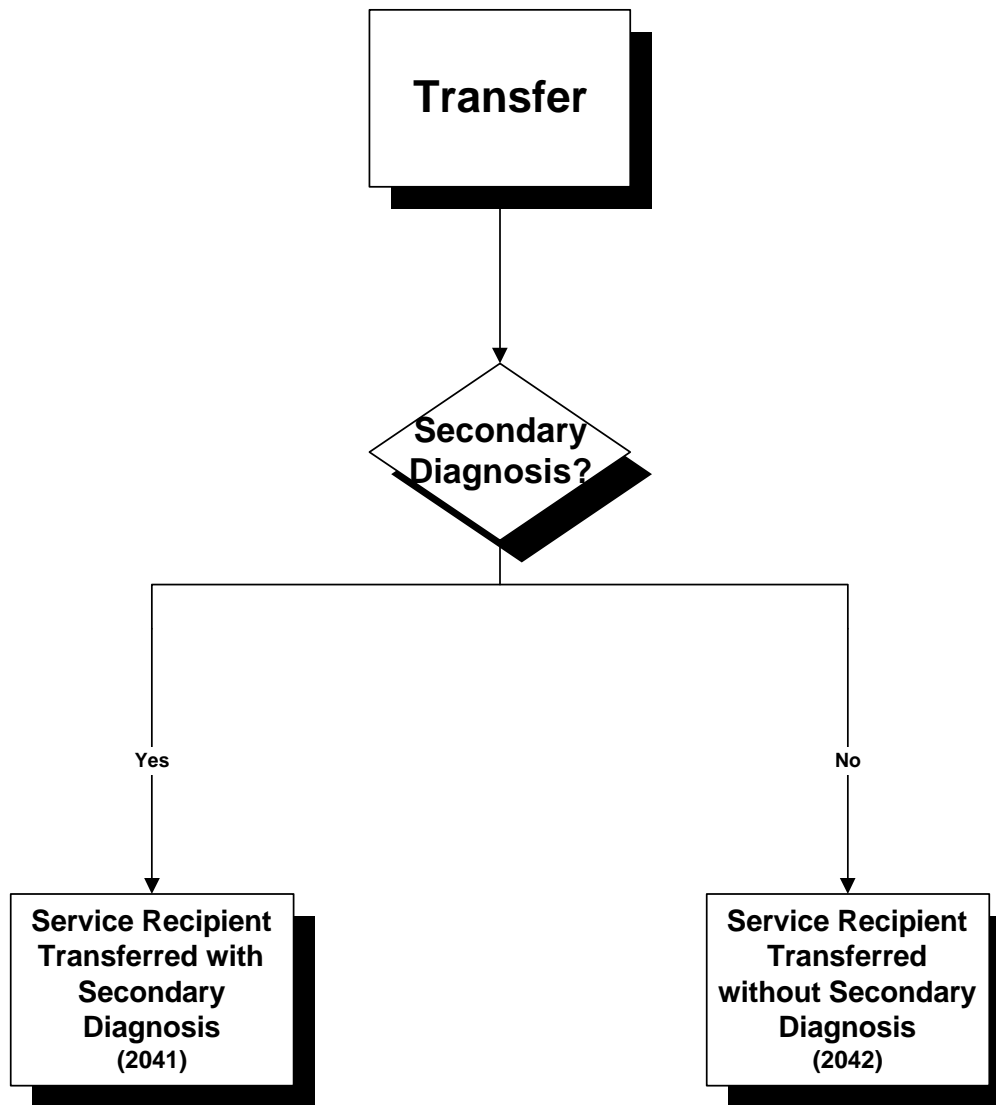 Transfer
Secondary
Diagnosis?
Yes
No
Service Recipient
Transferred with
Secondary
Diagnosis
(2041)
Service Recipient
Transferred
without Secondary
Diagnosis
(2042)